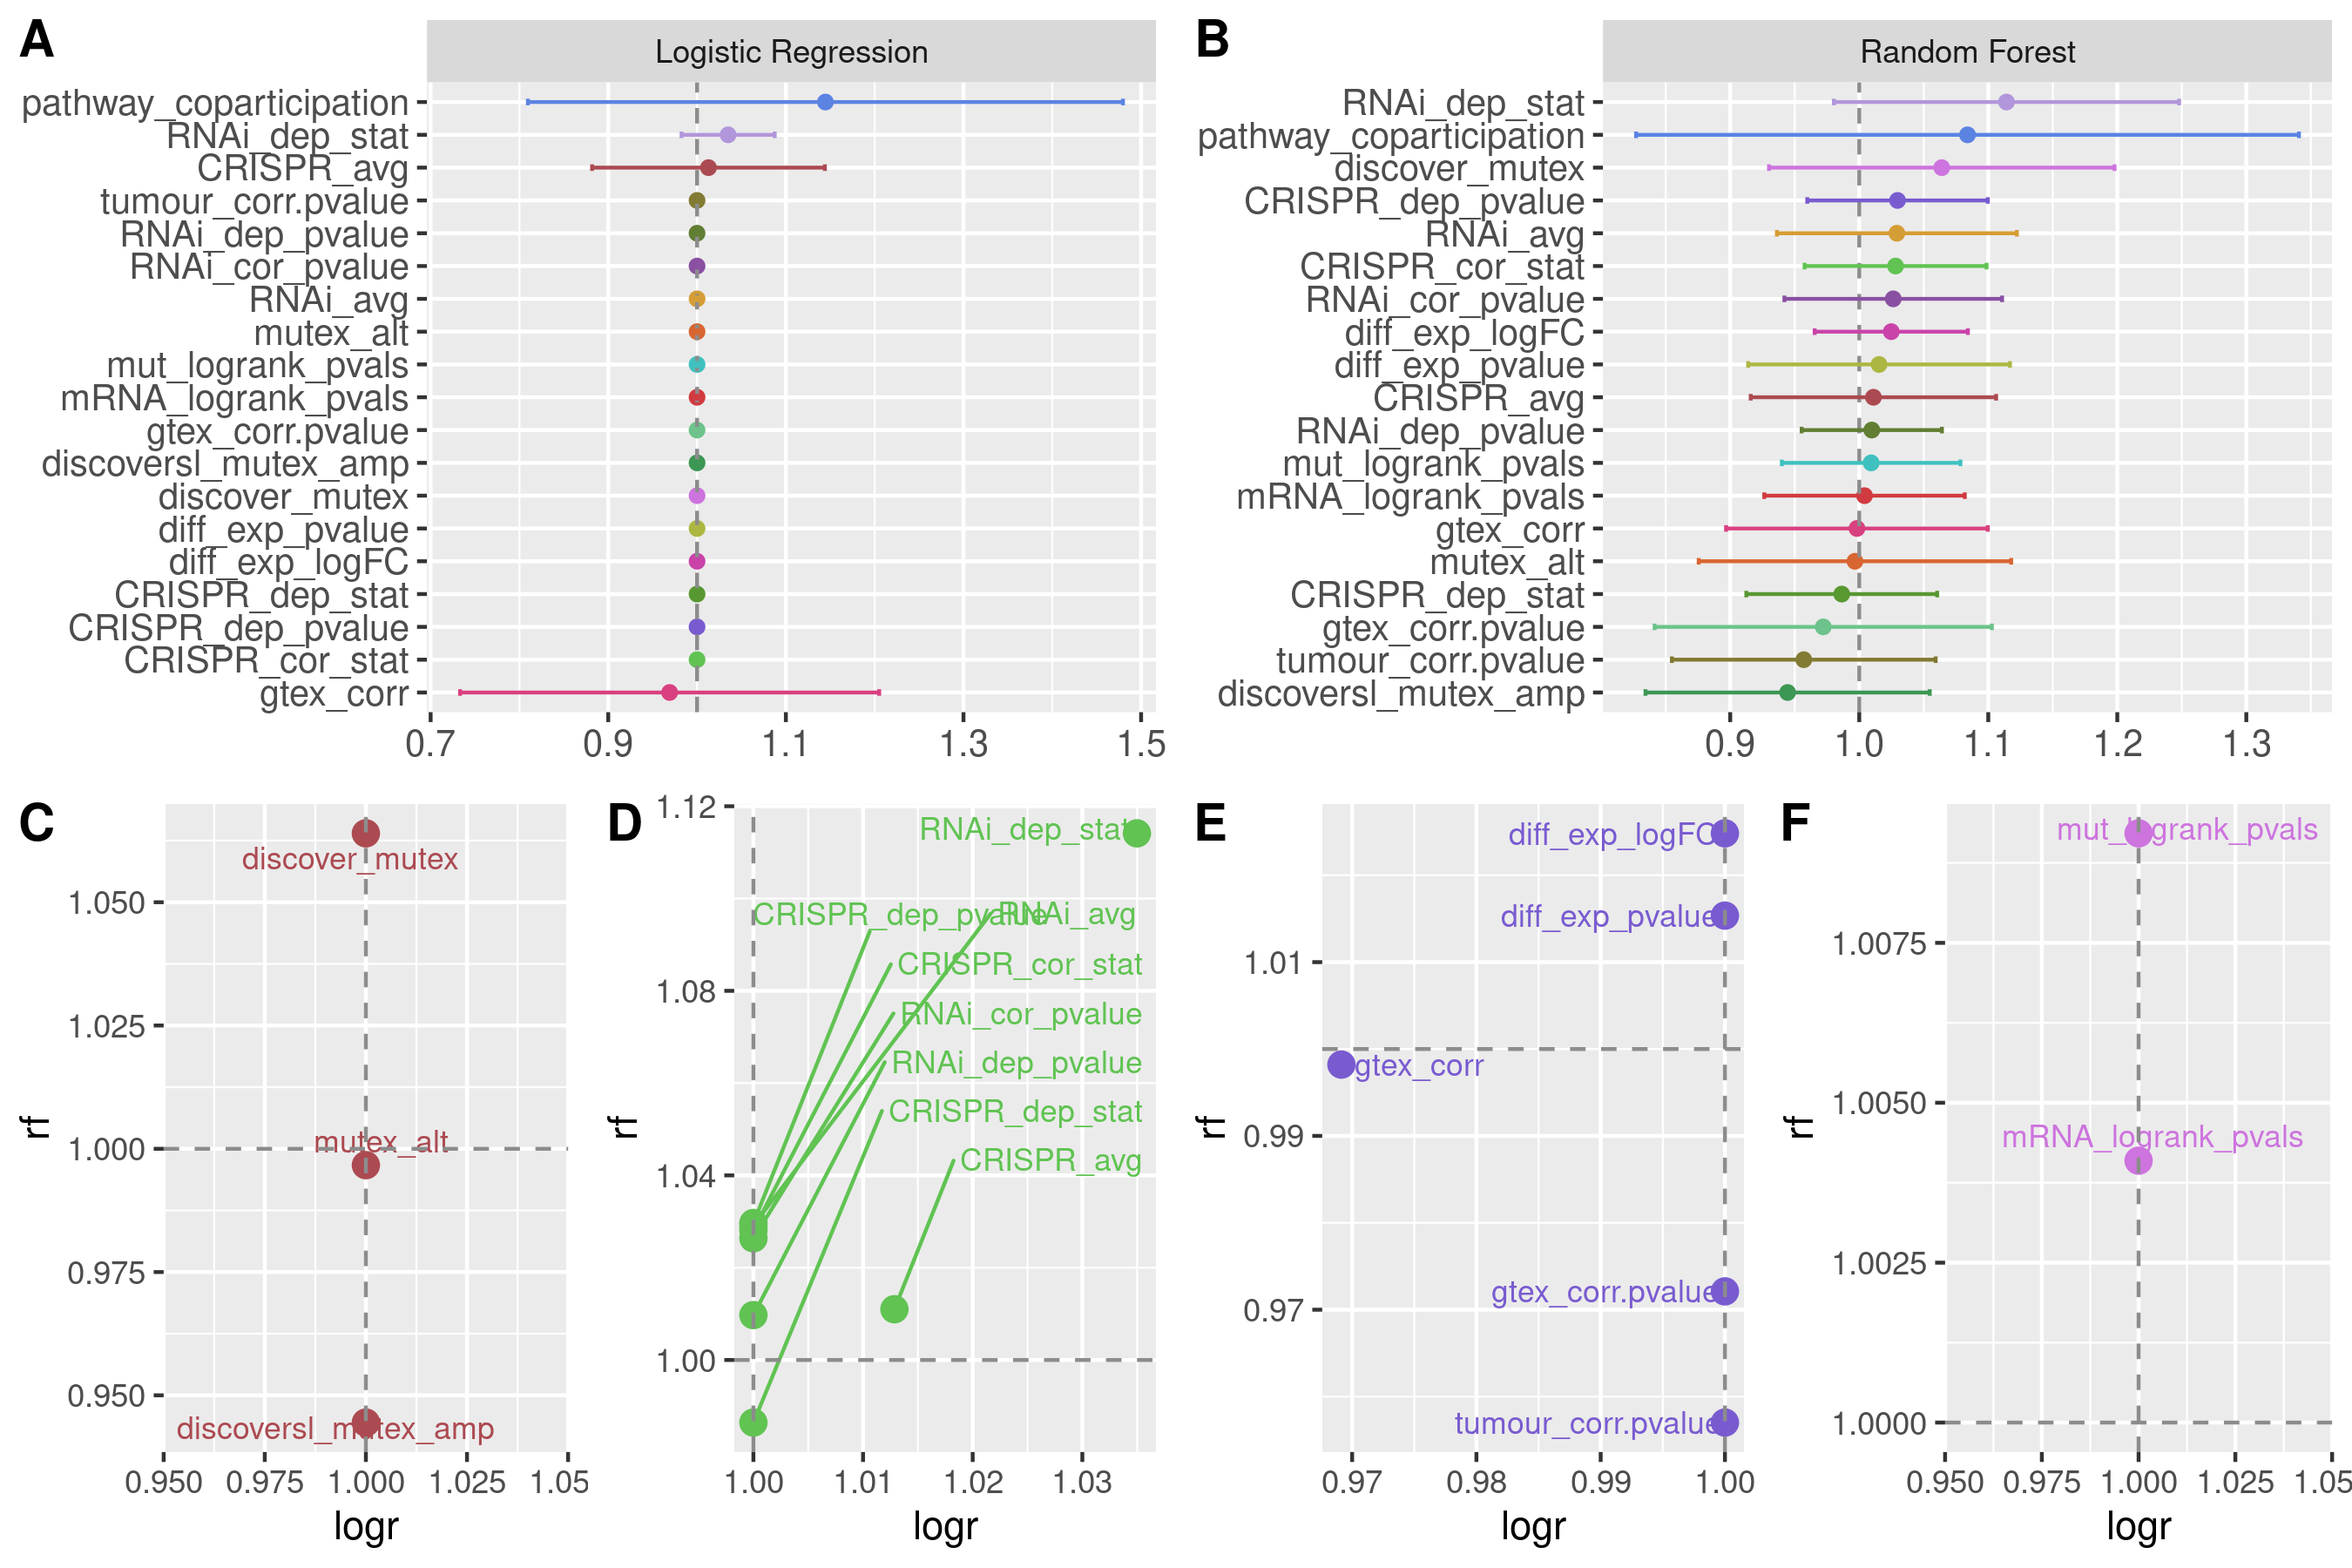 A
Logistic Regression
pathway_coparticipation
RNAi_dep_stat
CRISPR_avg
tumour_corr.pvalue
RNAi_dep_pvalue
RNAi_cor_pvalue
RNAi_avg
mutex_alt
mut_logrank_pvals
mRNA_logrank_pvals
gtex_corr.pvalue
discoversl_mutex_amp
discover_mutex
diff_exp_pvalue
diff_exp_logFC
CRISPR_dep_stat
CRISPR_dep_pvalue
CRISPR_cor_stat
gtex_corr
0.7 0.9 1.1 1.3 1.5
B
Random Forest
RNAi_dep_stat
pathway_coparticipation
discover_mutex
CRISPR_dep_pvalue
RNAi_avg
CRISPR_cor_stat
RNAi_cor_pvalue
diff_exp_logFC
diff_exp_pvalue
CRISPR_avg
RNAi_dep_pvalue
mut_logrank_pvals
mRNA_logrank_pvals
gtex_corr
mutex_alt
CRISPR_dep_stat
gtex_corr.pvalue
tumour_corr.pvalue
discoversl_mutex_amp
0.9 1.0 1.1 1.2 1.3
C
rf
1.050
1.025
1.000
0.975
0.950
discover_mutex
mutex_alt
discoversl_mutex_amp
0.950 0.975 1.000 1.025 1.05
logr
D
rf
1.12
1.08
1.04
1.00
RNAi_dep_stat
CRISPR_dep_pvalue
RNAi_avg
CRISPR_cor_stat
RNAi_cor_pvalue
RNAi_dep_pvalue
CRISPR_dep_stat
CRISPR_avg
1.00 1.01 1.02 1.03
logr
E
rf
1.01
0.99
0.97
diff_exp_logFC
diff_exp_pvalue
gtex_corr
gtex_corr.pvalue
tumour_corr.pvalue
0.97 0.98 0.99 1.00
logr
F
rf
1.0075
1.0050
1.0025
1.0000
mut_logrank_pvals
mRNA_logrank_pvals
0.950 0.975 1.000 1.025 1.05
logr